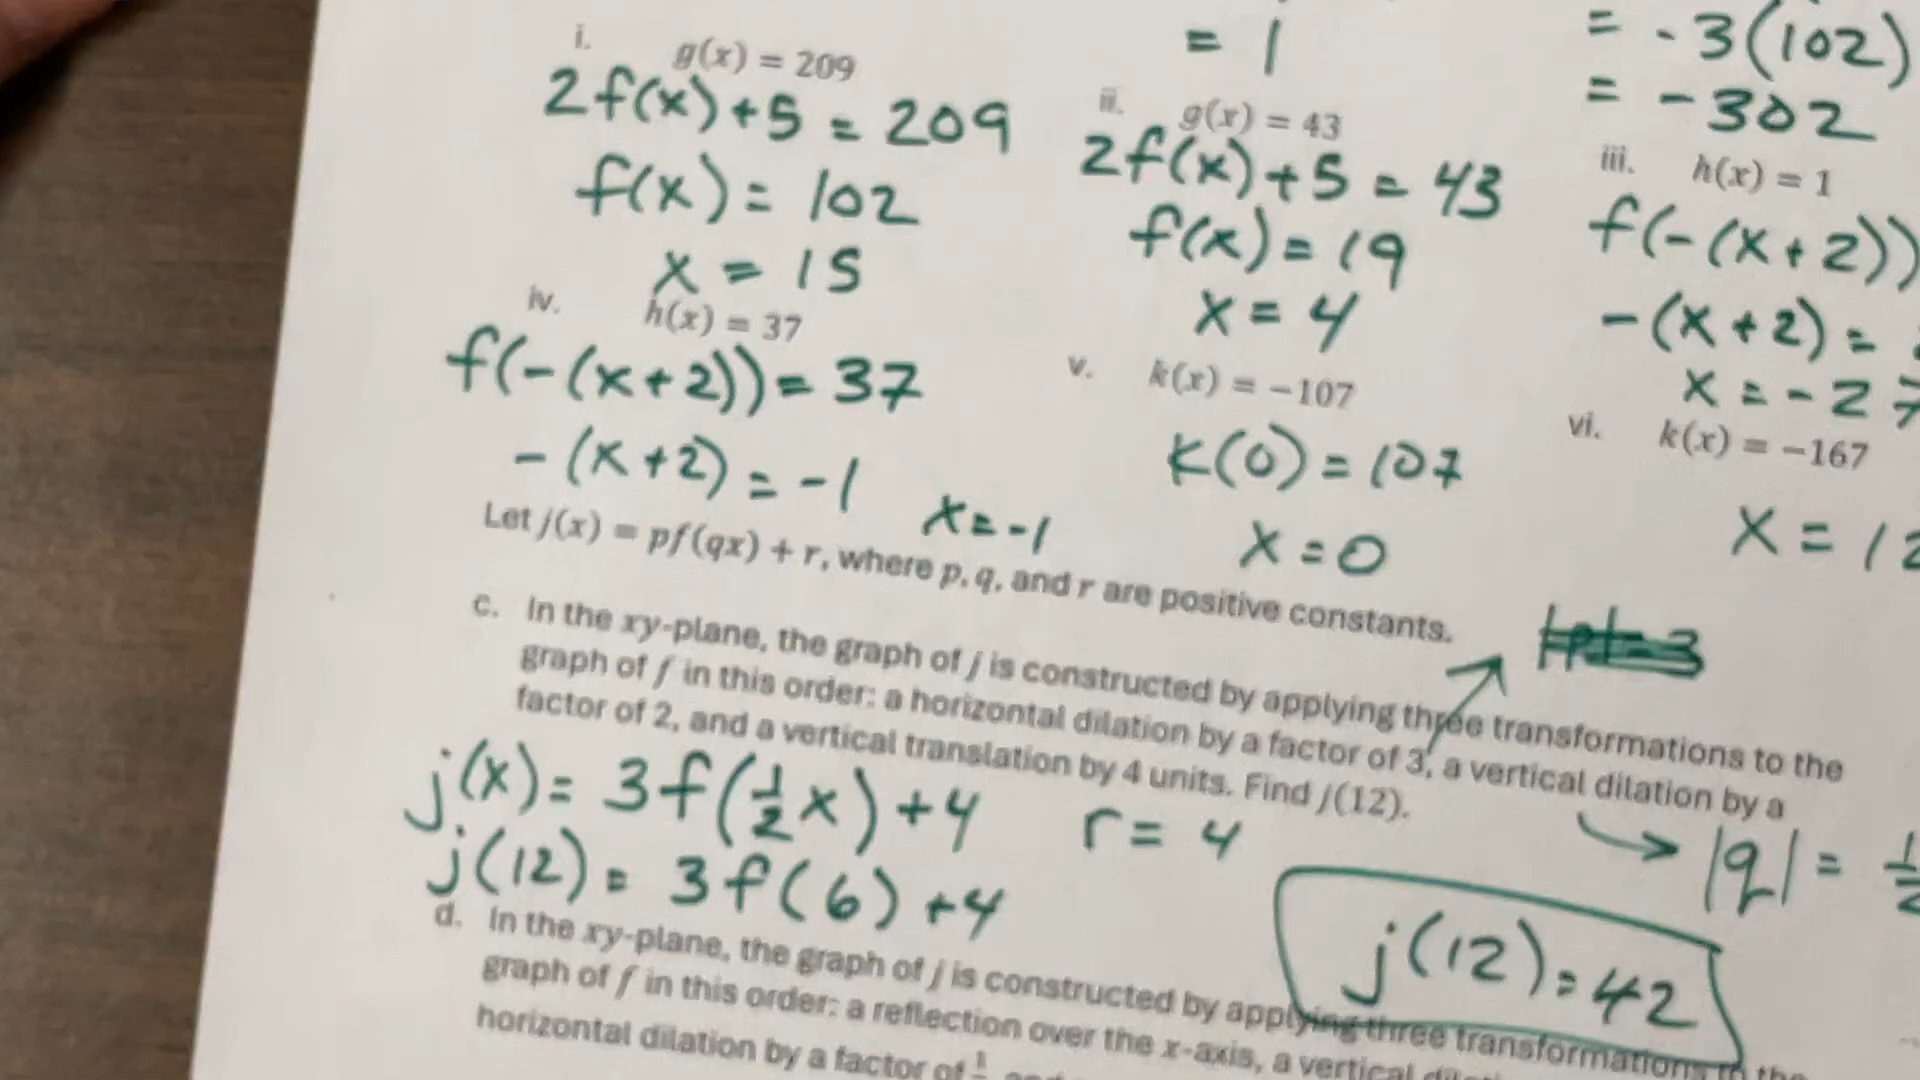 = 1
= -3(102)
= -302
i. g(x) = 209
2f(x)+5 = 209
f(x) = 102
x = 15
ii. g(x) = 43
2f(x)+5 = 43
f(x) = 19
x = 4
iii. h(x) = 1
f(-(x+2))
-(x+2) =
x = -27
iv. h(x) = 37
f(-(x+2)) = 37
-(x+2) = -1
x = -1
v. k(x) = -107
K(0) = 107
x = 0
vi. k(x) = -167
x = 12
Let j(x) = pf(qx) + r, where p, q, and r are positive constants.
c. In the xy-plane, the graph of j is constructed by applying three transformations to the
graph of f in this order: a horizontal dilation by a factor of 3, a vertical dilation by a
factor of 2, and a vertical translation by 4 units. Find j(12).
j(x) = 3f(½x)+4
r = 4
|q| = ½
j(12) = 3f(6)+4
j(12) = 42
d. In the xy-plane, the graph of j is constructed by applying three transformations to the
graph of f in this order: a reflection over the x-axis, a vertical
horizontal dilation by a factor of